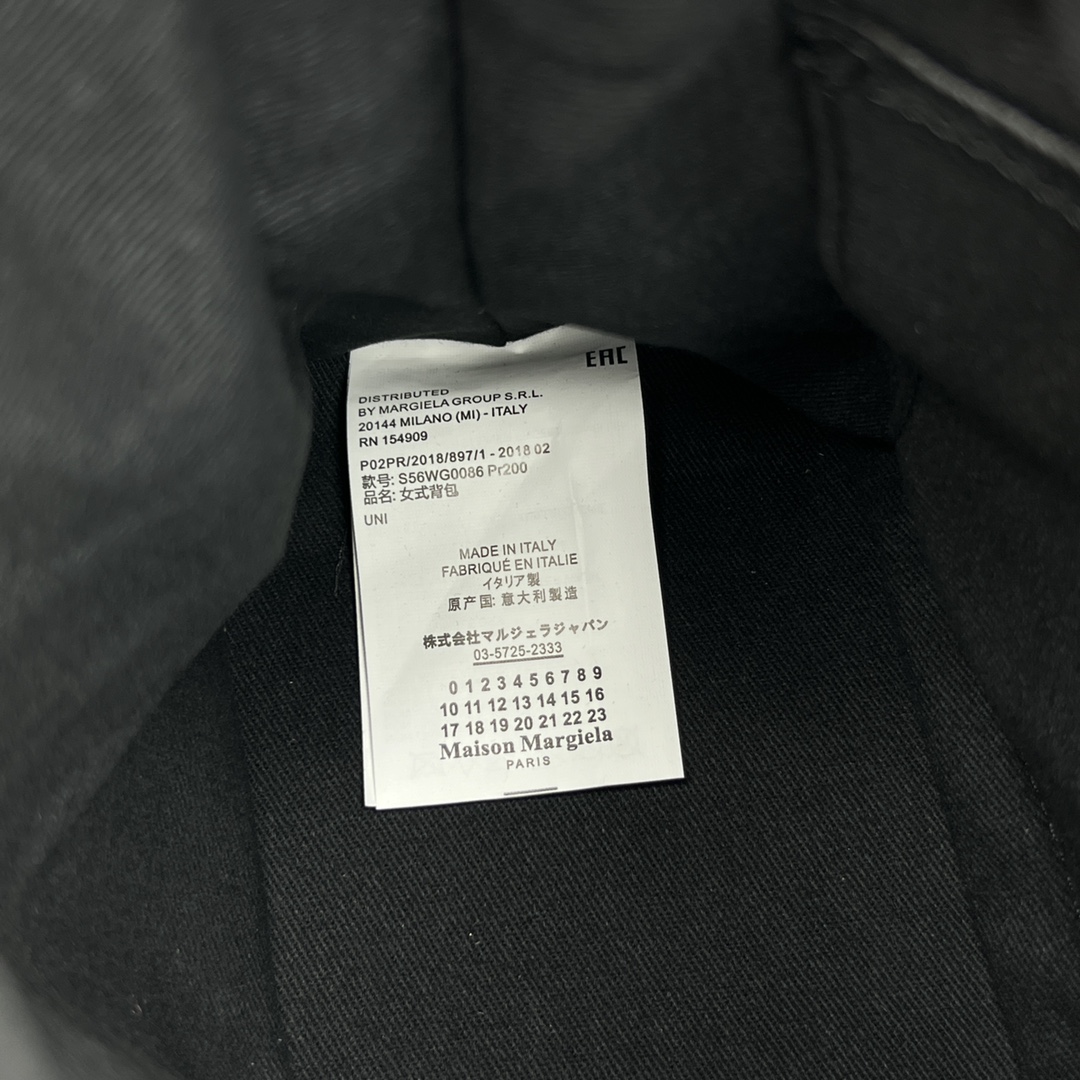 EAC
DISTRIBUTED
BY MARGIELA GROUP S.R.L.
20144 MILANO (MI) - ITALY
RN 154909
P02PR/2018/897/1 - 2018 02
款号: S56WG0086 Pr200
品名: 女式背包
UNI
MADE IN ITALY
FABRIQUÉ EN ITALIE
イタリア製
原产国: 意大利製造
株式会社マルジェラジャパン
03-5725-2333
0 1 2 3 4 5 6 7 8 9
10 11 12 13 14 15 16
17 18 19 20 21 22 23
Maison Margiela
PARIS